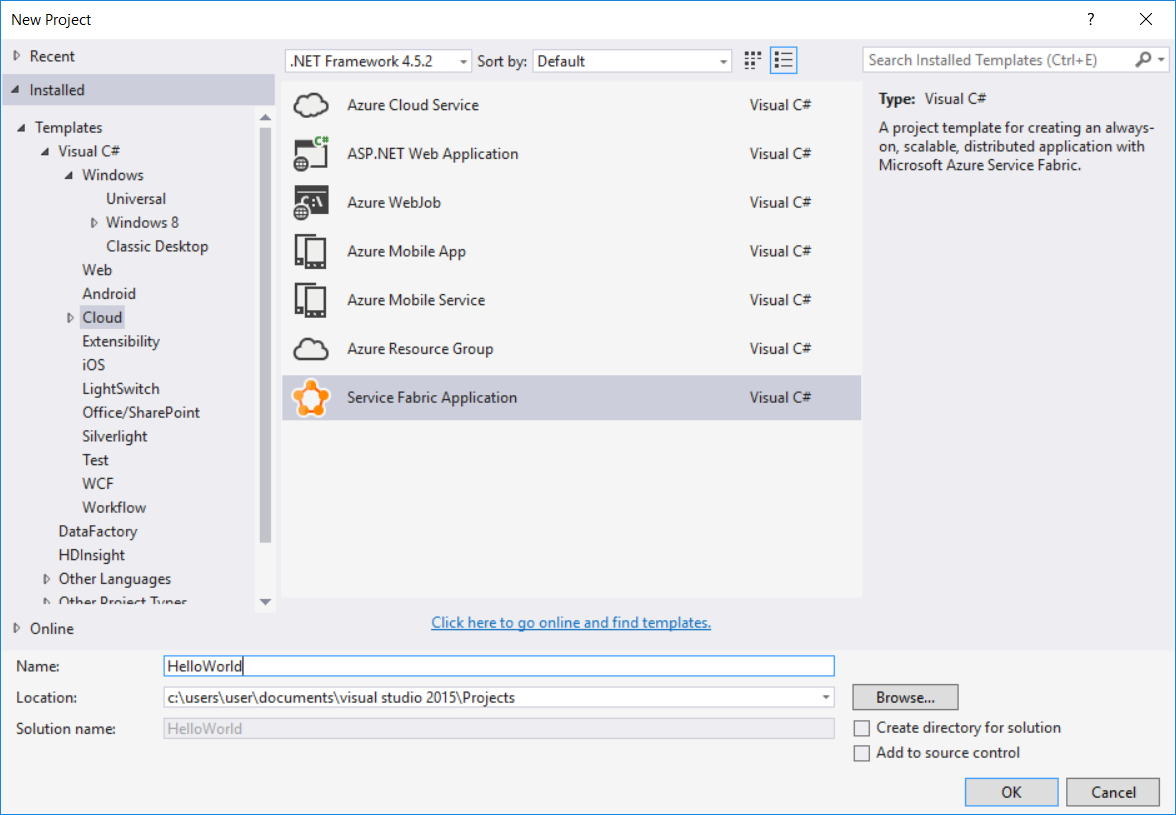 New Project
?
Recent
Installed
Templates
Visual C#
Windows
Universal
Windows 8
Classic Desktop
Web
Android
Cloud
Extensibility
iOS
LightSwitch
Office/SharePoint
Silverlight
Test
WCF
Workflow
DataFactory
HDInsight
Other Languages
Other Project Types
Online
.NET Framework 4.5.2 Sort by: Default
Azure Cloud Service Visual C#
C# ASP.NET Web Application Visual C#
C:\ Azure WebJob Visual C#
Azure Mobile App Visual C#
Azure Mobile Service Visual C#
Azure Resource Group Visual C#
Service Fabric Application Visual C#
Click here to go online and find templates.
Search Installed Templates (Ctrl+E)
Type: Visual C#
A project template for creating an always-
on, scalable, distributed application with
Microsoft Azure Service Fabric.
Name: HelloWorld
Location: c:\users\user\documents\visual studio 2015\Projects Browse...
Solution name: HelloWorld
Create directory for solution
Add to source control
OK Cancel